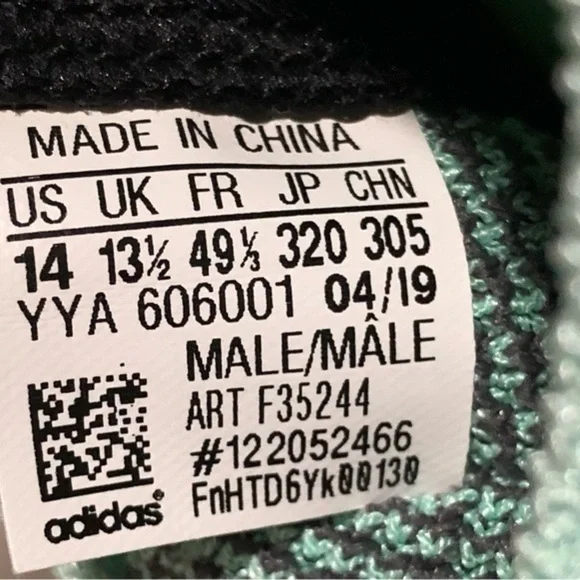 MADE IN CHINA
US UK FR JP CHN
14 13½ 49⅓ 320 305
YYA 606001 04/19
MALE/MÂLE
ART F35244
#122052466
FnHTD6Yk00130
adidas®